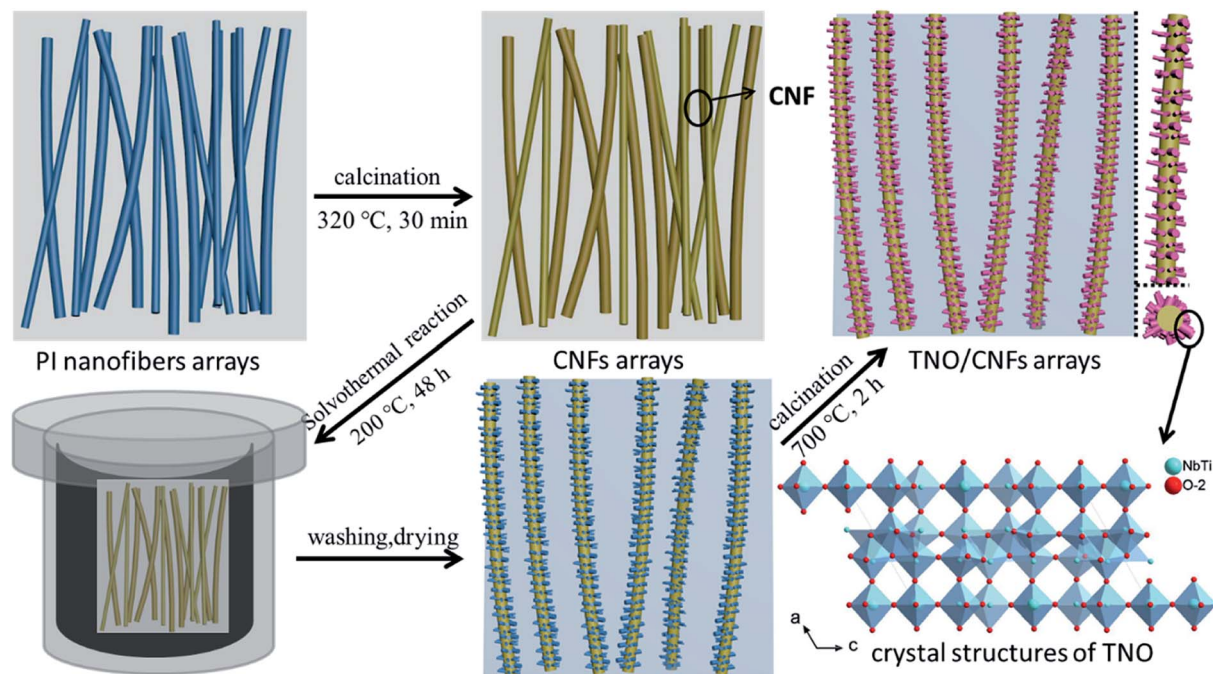 calcination
320 °C, 30 min
CNF
PI nanofibers arrays
CNFs arrays
TNO/CNFs arrays
Solvothermal reaction
200 °C, 48 h
calcination
700 °C, 2 h
washing,drying
NbTi
O-2
a
c
crystal structures of TNO